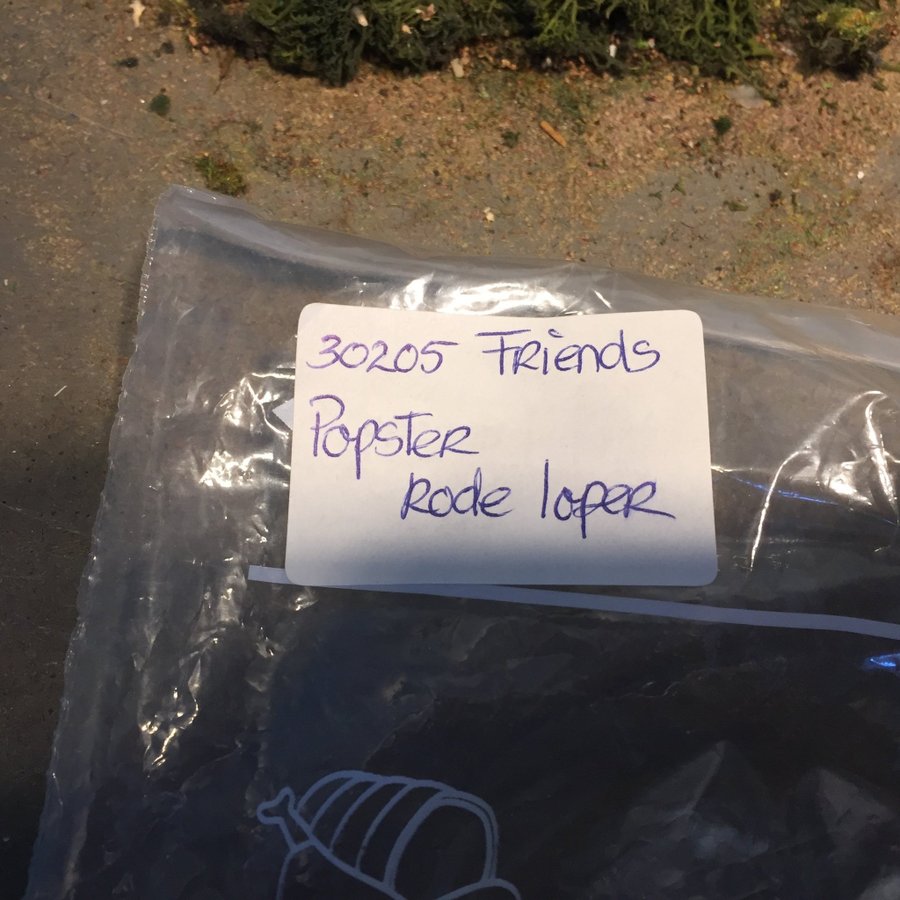 30205 Friends
Popster
Rode loper